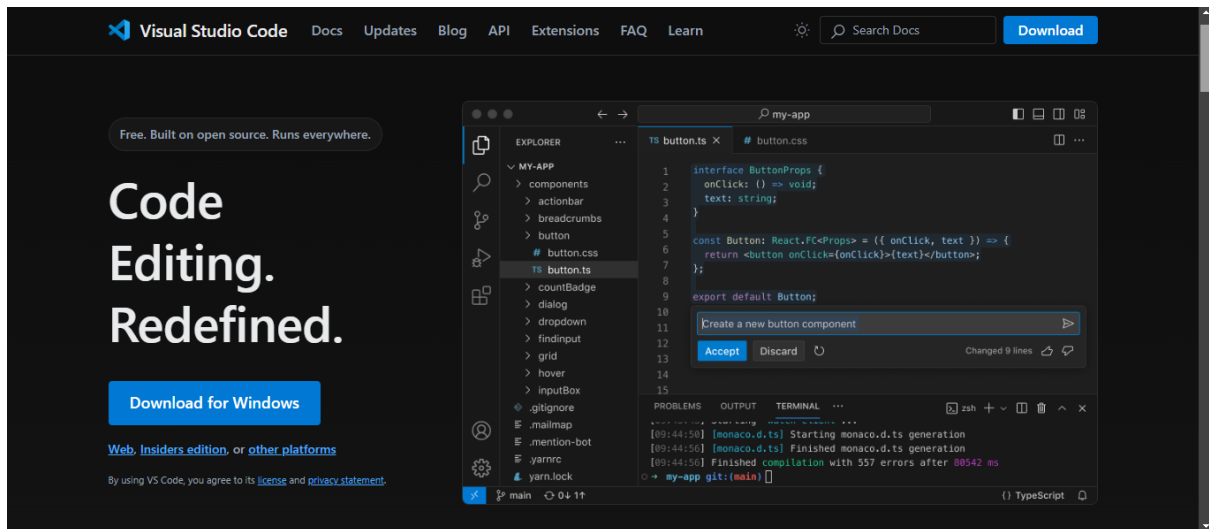 Visual Studio Code Docs Updates Blog API Extensions FAQ Learn Search Docs Download
Free. Built on open source. Runs everywhere.
Code
Editing.
Redefined.
Download for Windows
Web, Insiders edition, or other platforms
By using VS Code, you agree to its license and privacy statement.
my-app
EXPLORER
MY-APP
components
actionbar
breadcrumbs
button
# button.css
TS button.ts
countBadge
dialog
dropdown
findinput
grid
hover
inputBox
.gitignore
.mailmap
.mention-bot
.yarnrc
yarn.lock
TS button.ts # button.css
1 interface ButtonProps {
2 onClick: () => void;
3 text: string;
4 }
5
6 const Button: React.FC<Props> = ({ onClick, text }) => {
7 return <button onClick={onClick}>{text}</button>;
8 };
9 export default Button;
10
11 Create a new button component
12
13 Accept Discard Changed 9 lines
14
15
PROBLEMS OUTPUT TERMINAL ... zsh
[09:44:50] [monaco.d.ts] Starting monaco.d.ts generation
[09:44:56] [monaco.d.ts] Finished monaco.d.ts generation
[09:44:56] Finished compilation with 557 errors after 80542 ms
my-app git:(main)
main 0↓ 1↑ {} TypeScript